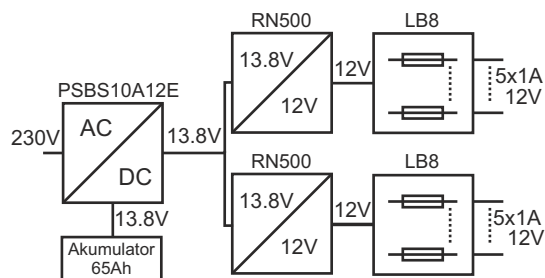 RN500
LB8
13.8V
12V
12V
5x1A
12V
PSBS10A12E
230V
AC
DC
13.8V
13.8V
Akumulator
65Ah
RN500
LB8
13.8V
12V
12V
5x1A
12V